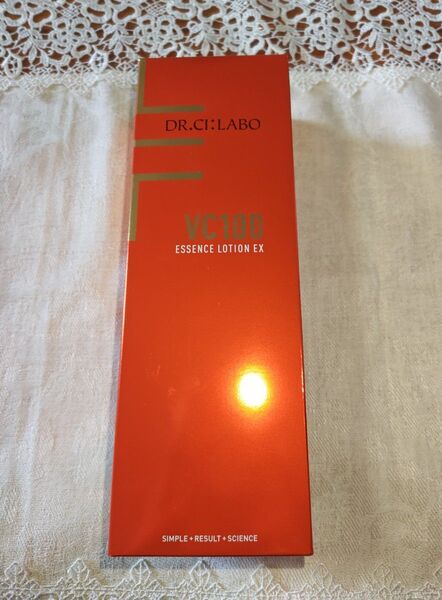 DR.CI:LABO
VC100
ESSENCE LOTION EX
SIMPLE + RESULT + SCIENCE